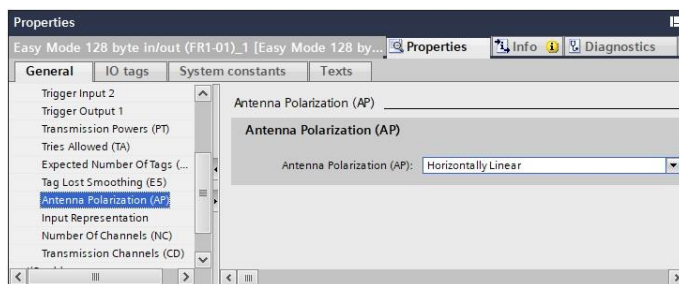 Properties
Easy Mode 128 byte in/out (FR1-01)_1 [Easy Mode 128 by...
Properties
Info
Diagnostics
General
IO tags
System constants
Texts
Trigger Input 2
Trigger Output 1
Transmission Powers (PT)
Tries Allowed (TA)
Expected Number Of Tags (...
Tag Lost Smoothing (E5)
Antenna Polarization (AP)
Input Representation
Number Of Channels (NC)
Transmission Channels (CD)
Antenna Polarization (AP)
Antenna Polarization (AP)
Antenna Polarization (AP): Horizontally Linear